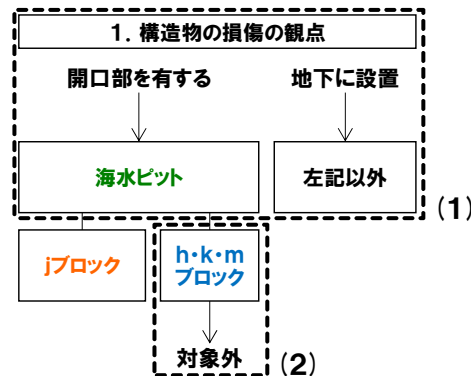 1. 構造物の損傷の観点
開口部を有する
地下に設置
海水ピット
左記以外
(1)
jブロック
h・k・m
ブロック
対象外
(2)